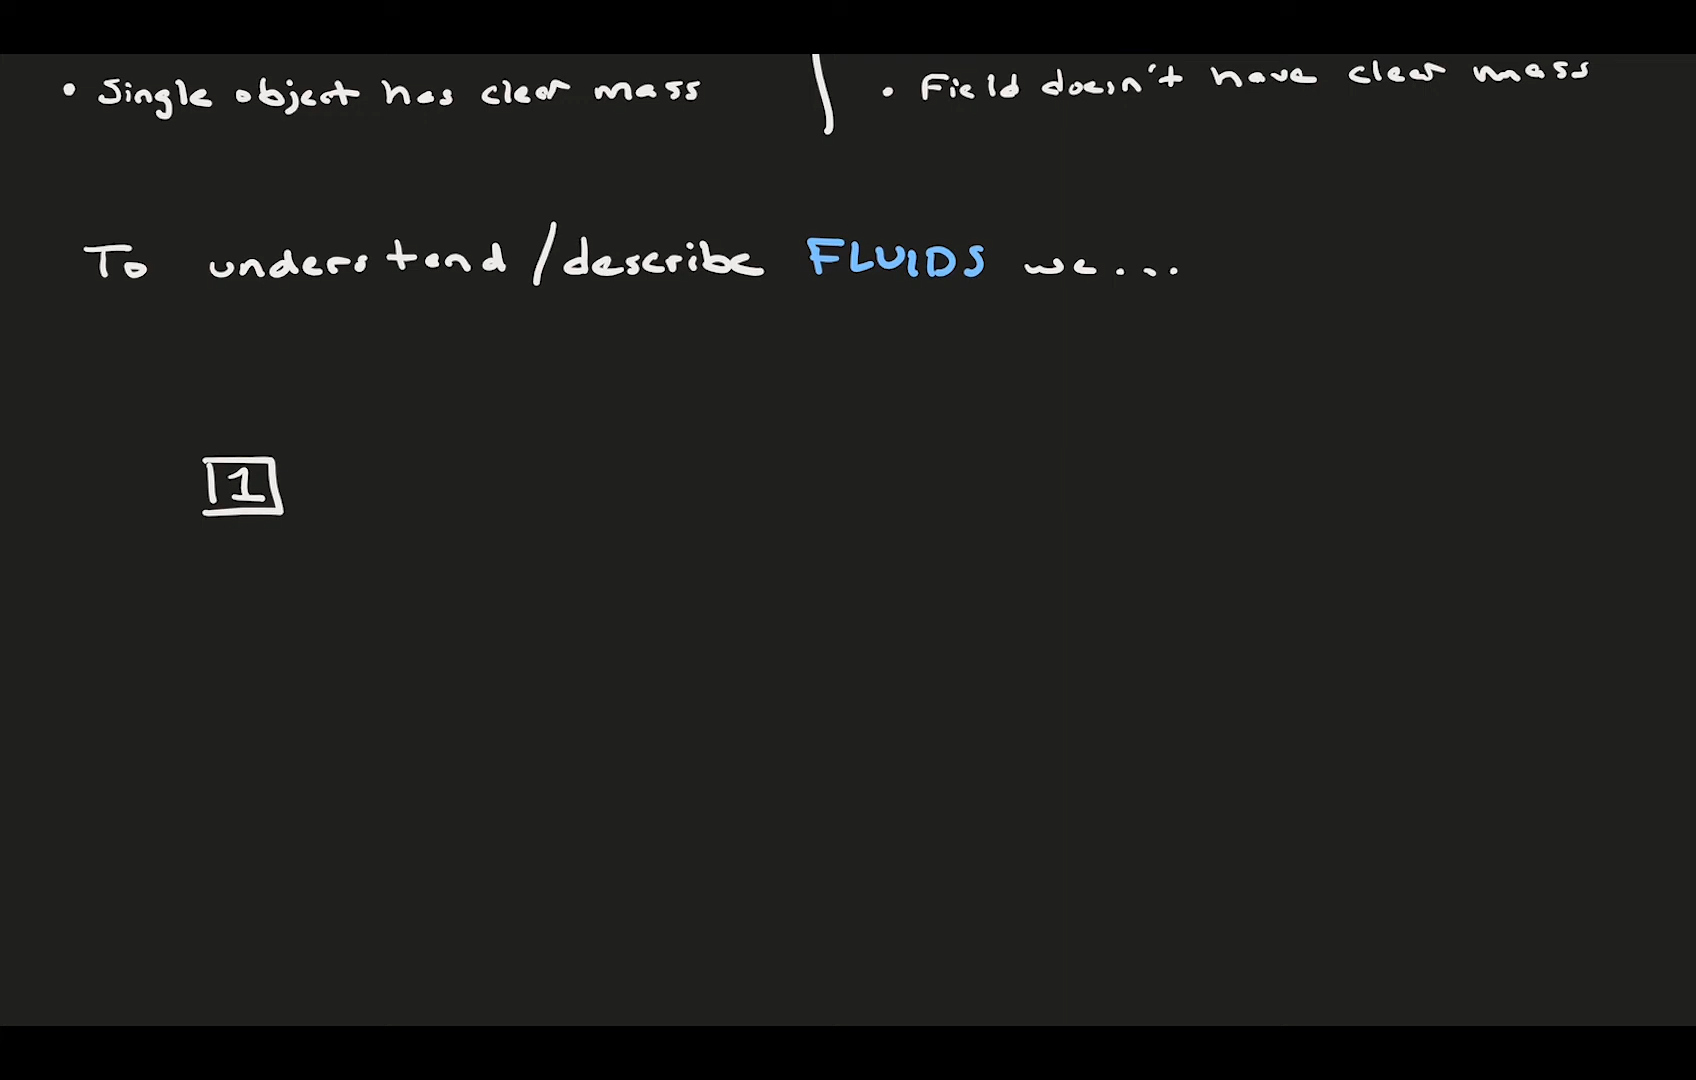 • Single object has clear mass
• Field doesn't have clear mass
To understand/describe FLUIDS we...
1